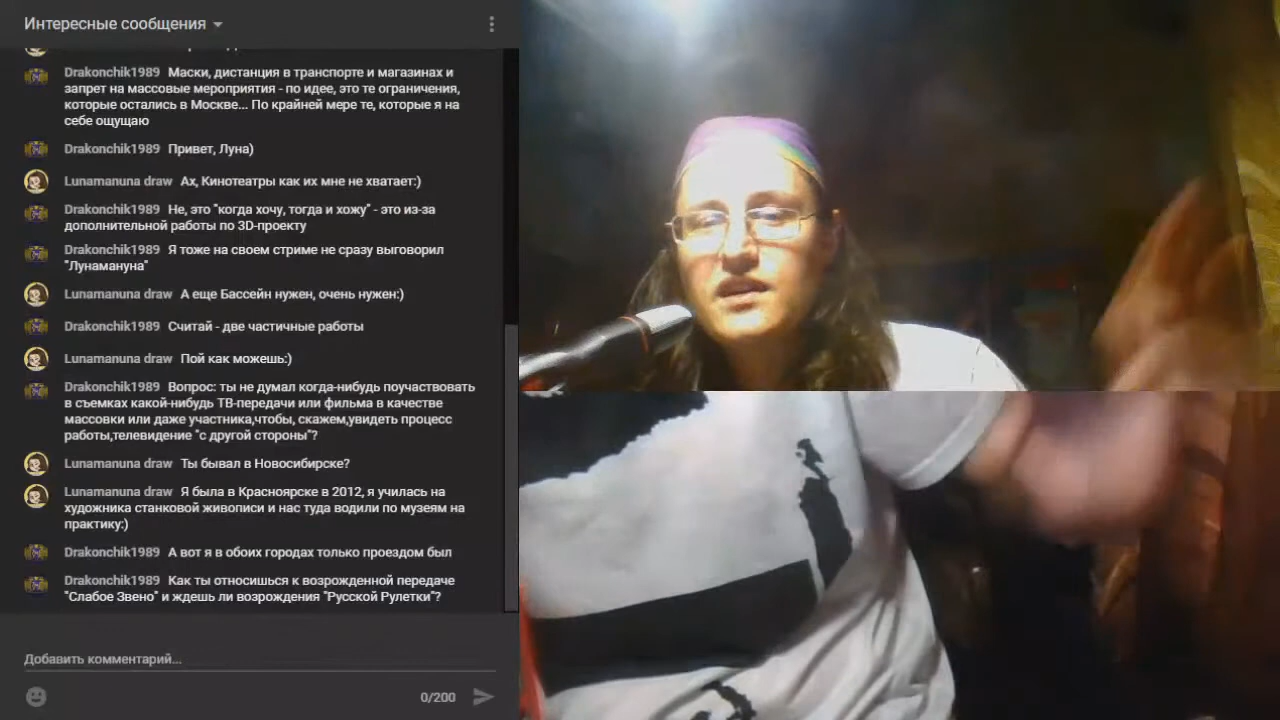 Интересные сообщения
Drakonchik1989 Маски, дистанция в транспорте и магазинах и
запрет на массовые мероприятия - по идее, это те ограничения,
которые остались в Москве... По крайней мере те, которые я на
себе ощущаю
Drakonchik1989 Привет, Луна)
Lunamanuna draw Ах, Кинотеатры как их мне не хватает:)
Drakonchik1989 Не, это "когда хочу, тогда и хожу" - это из-за
дополнительной работы по 3D-проекту
Drakonchik1989 Я тоже на своем стриме не сразу выговорил
"Лунамануна"
Lunamanuna draw А еще Бассейн нужен, очень нужен:)
Drakonchik1989 Считай - две частичные работы
Lunamanuna draw Пой как можешь:)
Drakonchik1989 Вопрос: ты не думал когда-нибудь поучаствовать
в съемках какой-нибудь ТВ-передачи или фильма в качестве
массовки или даже участника,чтобы, скажем,увидеть процесс
работы,телевидение "с другой стороны"?
Lunamanuna draw Ты бывал в Новосибирске?
Lunamanuna draw Я была в Красноярске в 2012, я училась на
художника станковой живописи и нас туда водили по музеям на
практику:)
Drakonchik1989 А вот я в обоих городах только проездом был
Drakonchik1989 Как ты относишься к возрожденной передаче
"Слабое Звено" и ждешь ли возрождения "Русской Рулетки"?
Добавить комментарий...
0/200